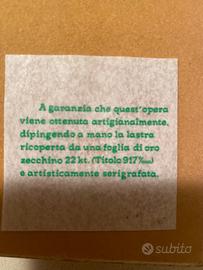 A garanzia che quest'opera
viene ottenuta artigianalmente,
dipingendo a mano la lastra
ricoperta da una foglia di oro
zecchino 22 kt. (Titolo 917‰)
e artisticamente serigrafata.
subito